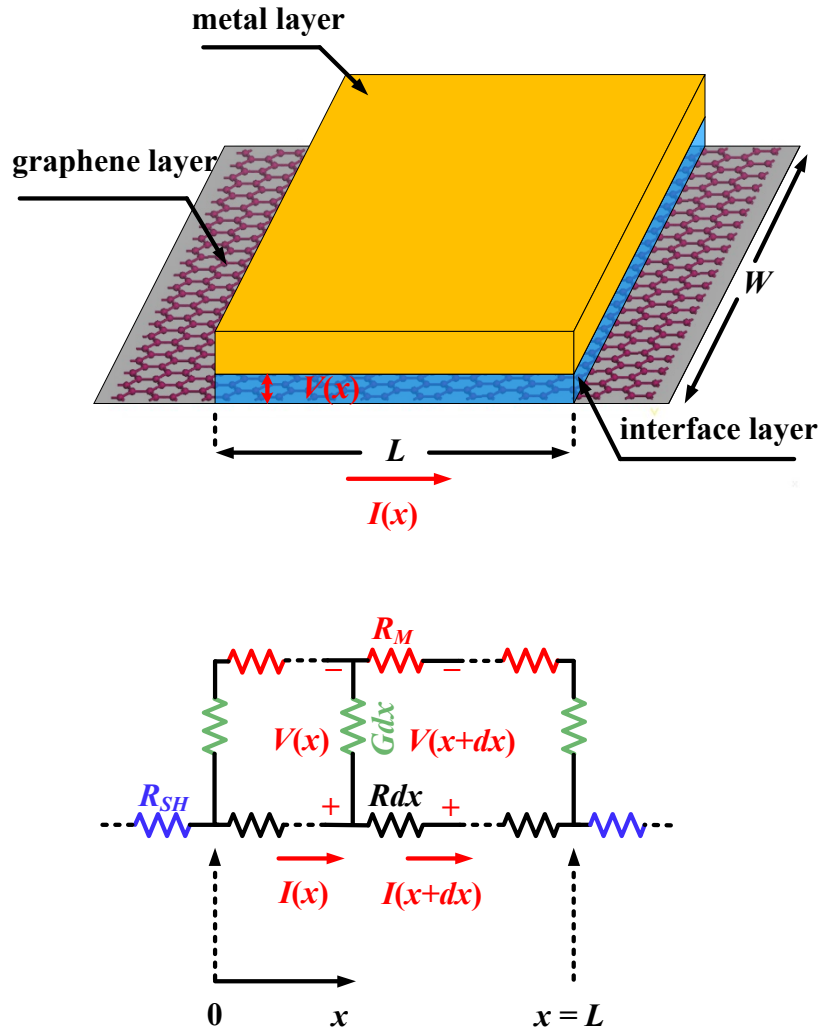 metal layer
graphene layer
W
V(x)
interface layer
L
I(x)
R_M
V(x) Gdx V(x+dx)
R_SH + Rdx +
I(x) I(x+dx)
0 x x = L